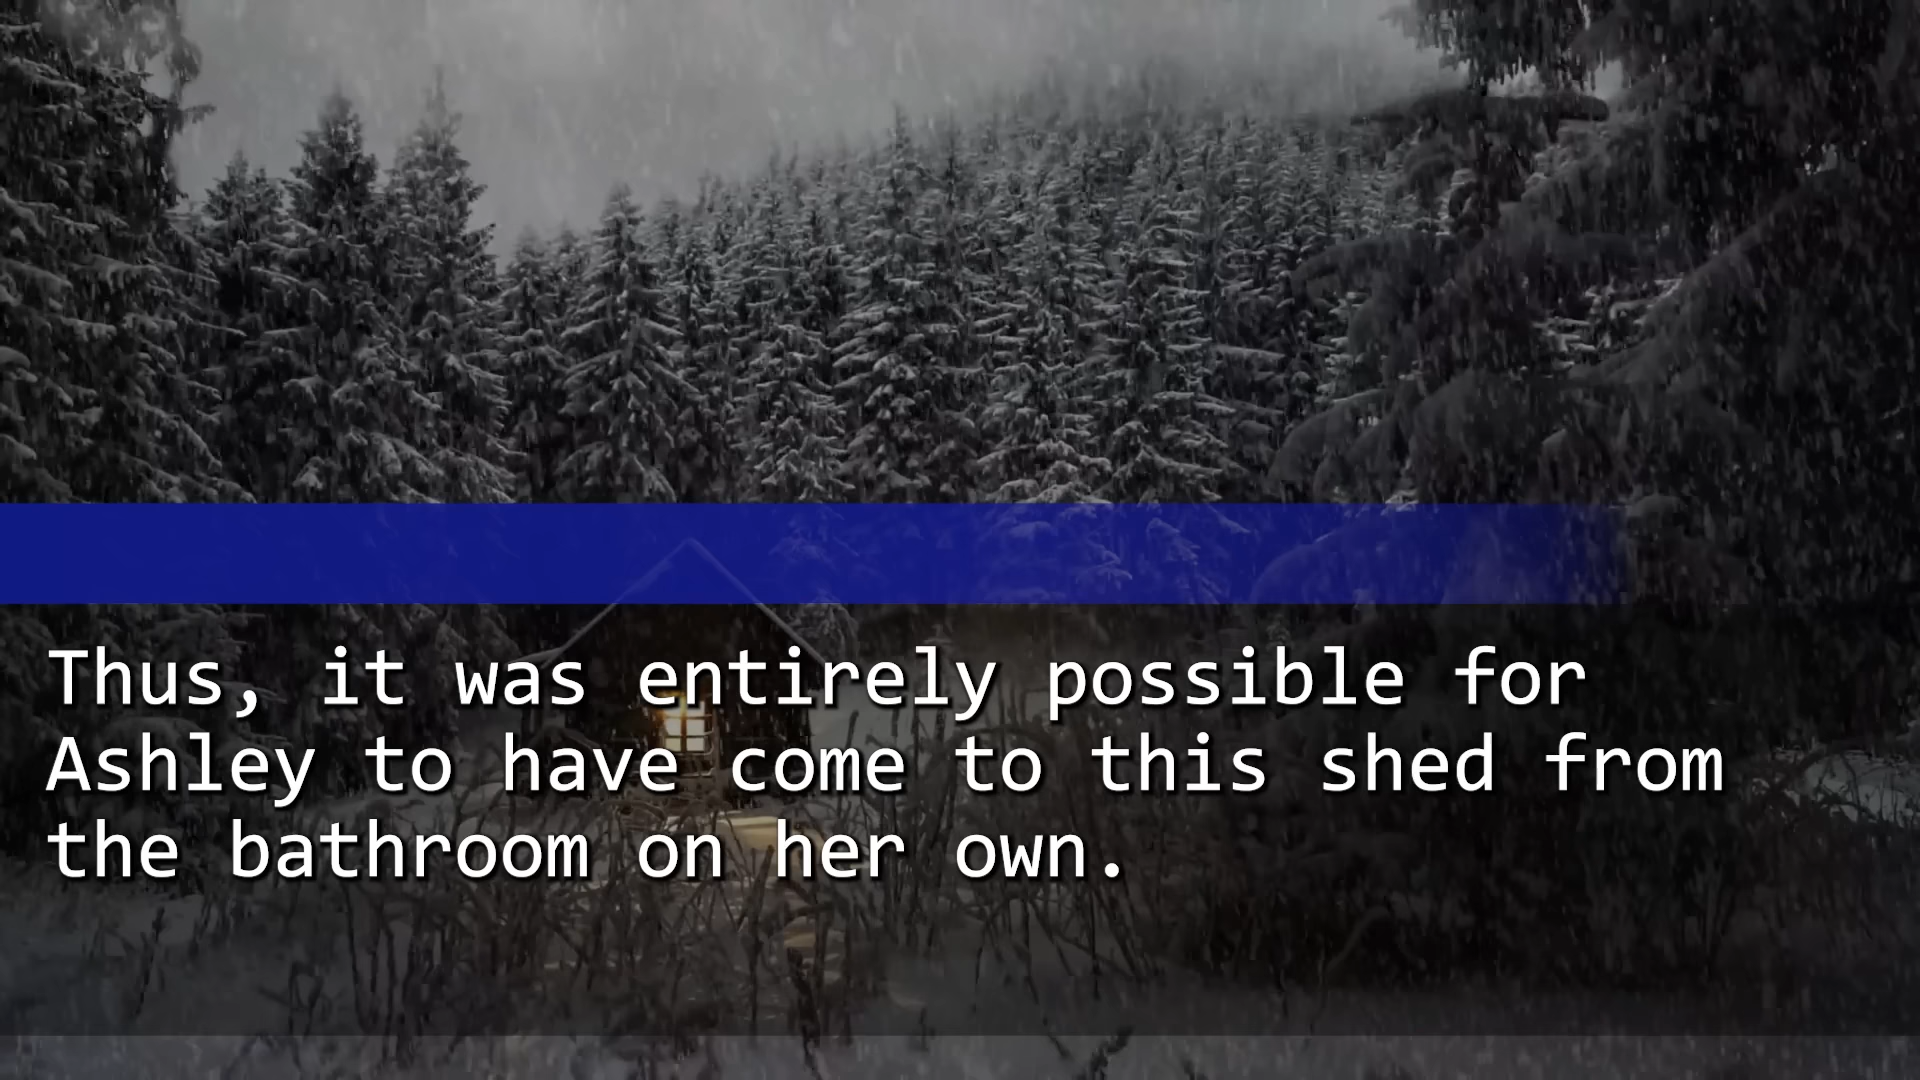 Thus, it was entirely possible for
Ashley to have come to this shed from
the bathroom on her own.